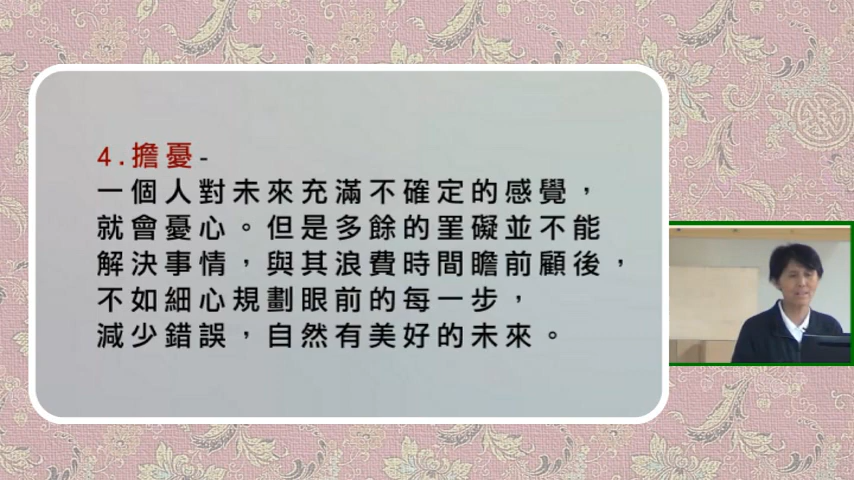 4.擔憂-
一個人對未來充滿不確定的感覺，
就會憂心。但是多餘的罣礙並不能
解決事情，與其浪費時間瞻前顧後，
不如細心規劃眼前的每一步，
減少錯誤，自然有美好的未來。